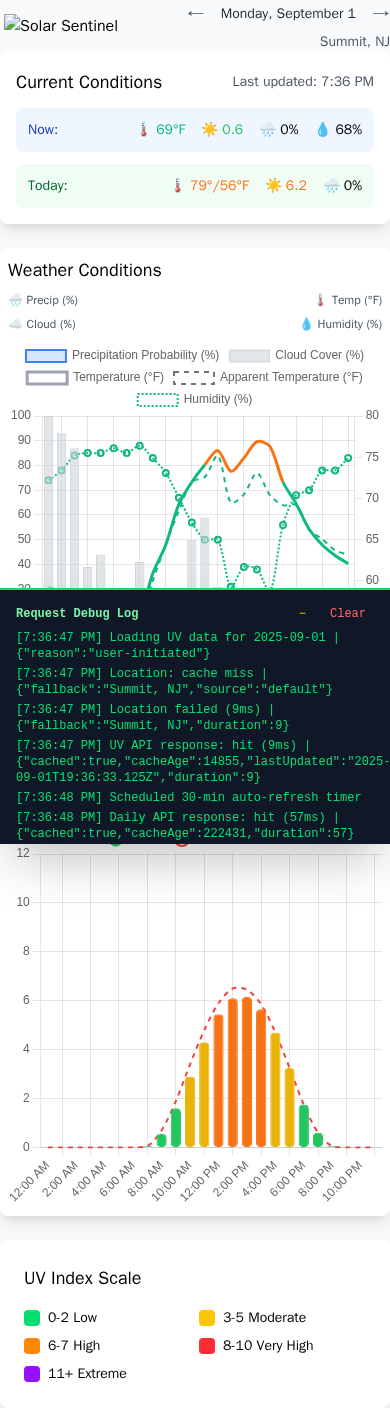 Solar Sentinel
← Monday, September 1 →
Summit, NJ
Current Conditions Last updated: 7:36 PM
Now: 69°F 0.6 0% 68%
Today: 79°/56°F 6.2 0%
Weather Conditions
Precip (%) Temp (°F)
Cloud (%) Humidity (%)
Precipitation Probability (%) Cloud Cover (%)
Temperature (°F) Apparent Temperature (°F)
Humidity (%)
100 80
90
80 75
70
60 70
50 65
40
60
Request Debug Log – Clear
[7:36:47 PM] Loading UV data for 2025-09-01 |
{"reason":"user-initiated"}
[7:36:47 PM] Location: cache miss |
{"fallback":"Summit, NJ","source":"default"}
[7:36:47 PM] Location failed (9ms) |
{"fallback":"Summit, NJ","duration":9}
[7:36:47 PM] UV API response: hit (9ms) |
{"cached":true,"cacheAge":14855,"lastUpdated":"2025-
09-01T19:36:33.125Z","duration":9}
[7:36:48 PM] Scheduled 30-min auto-refresh timer
[7:36:48 PM] Daily API response: hit (57ms) |
{"cached":true,"cacheAge":222431,"duration":57}
12
10
8
6
4
2
0
12:00 AM 2:00 AM 4:00 AM 6:00 AM 8:00 AM 10:00 AM 12:00 PM 2:00 PM 4:00 PM 6:00 PM 8:00 PM 10:00 PM
UV Index Scale
0-2 Low 3-5 Moderate
6-7 High 8-10 Very High
11+ Extreme